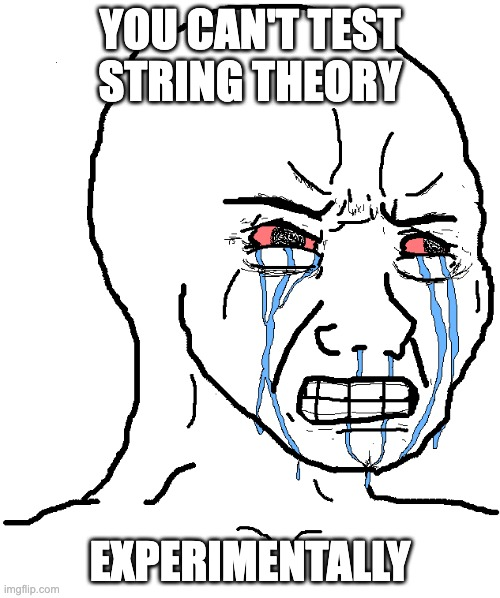 YOU CAN'T TEST
STRING THEORY
EXPERIMENTALLY
imgflip.com